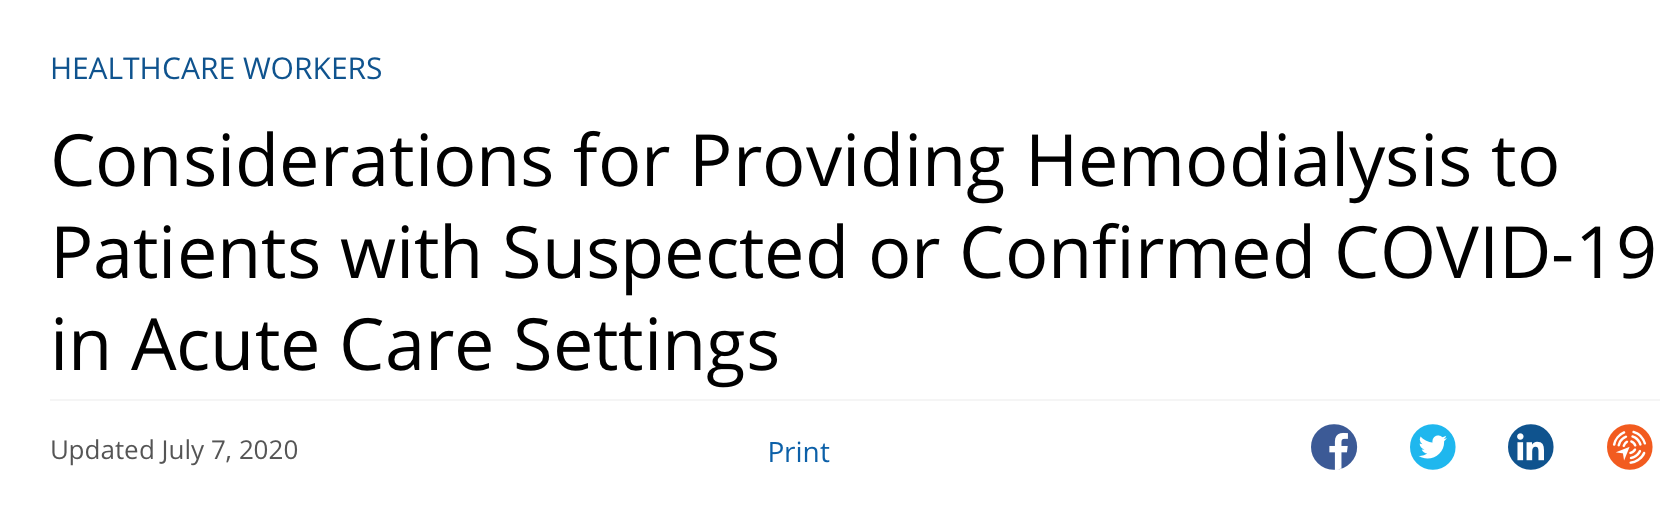 HEALTHCARE WORKERS
Considerations for Providing Hemodialysis to
Patients with Suspected or Confirmed COVID-19
in Acute Care Settings
Updated July 7, 2020
Print